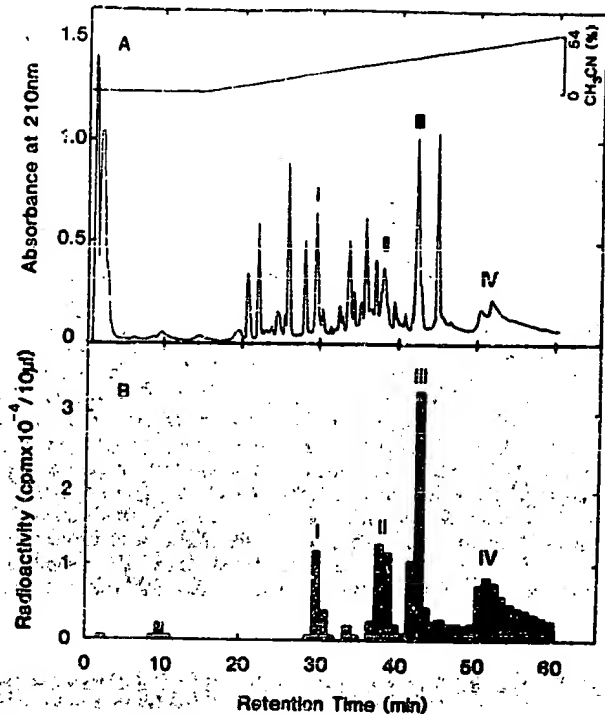 A
1.5
1.0
0.5
0
Absorbance at 210nm
54
0
CH₃CN (%)
I
II
III
IV
B
3
2
1
0
Radioactivity (cpmx10⁻⁴/10µl)
I
II
III
IV
0
10
20
30
40
50
60
Retention Time (min)